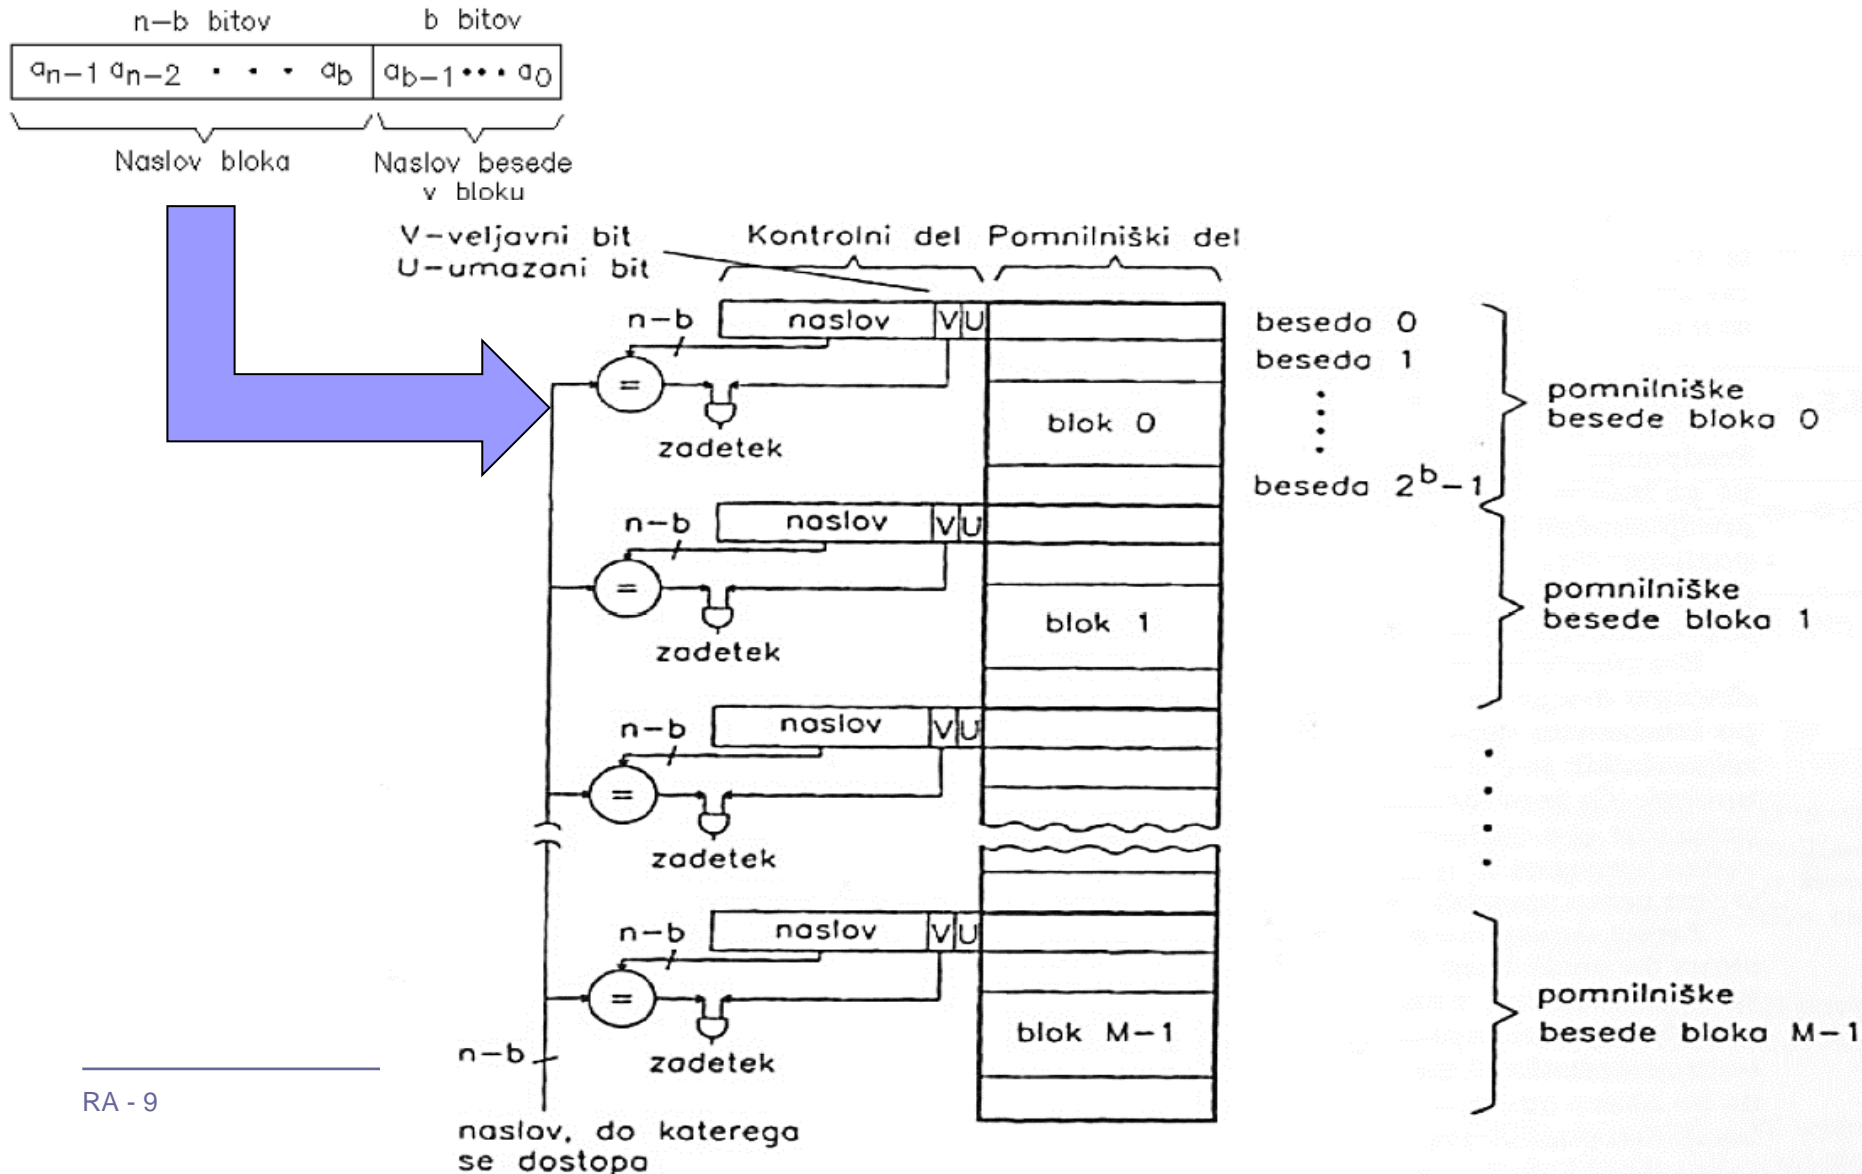 n-b bitov
b bitov
an-1 an-2 · · · ab
ab-1 ··· a0
Naslov bloka
Naslov besede
v bloku
V-veljavni bit
U-umazani bit
Kontrolni del
Pomnilniški del
n-b
naslov
V
U
beseda 0
beseda 1
=
zadetek
blok 0
beseda 2^b-1
pomnilniške
besede bloka 0
n-b
naslov
V
U
=
zadetek
blok 1
pomnilniške
besede bloka 1
n-b
naslov
V
U
=
zadetek
n-b
naslov
V
U
=
zadetek
blok M-1
pomnilniške
besede bloka M-1
n-b
naslov, do katerega
se dostopa
RA - 9